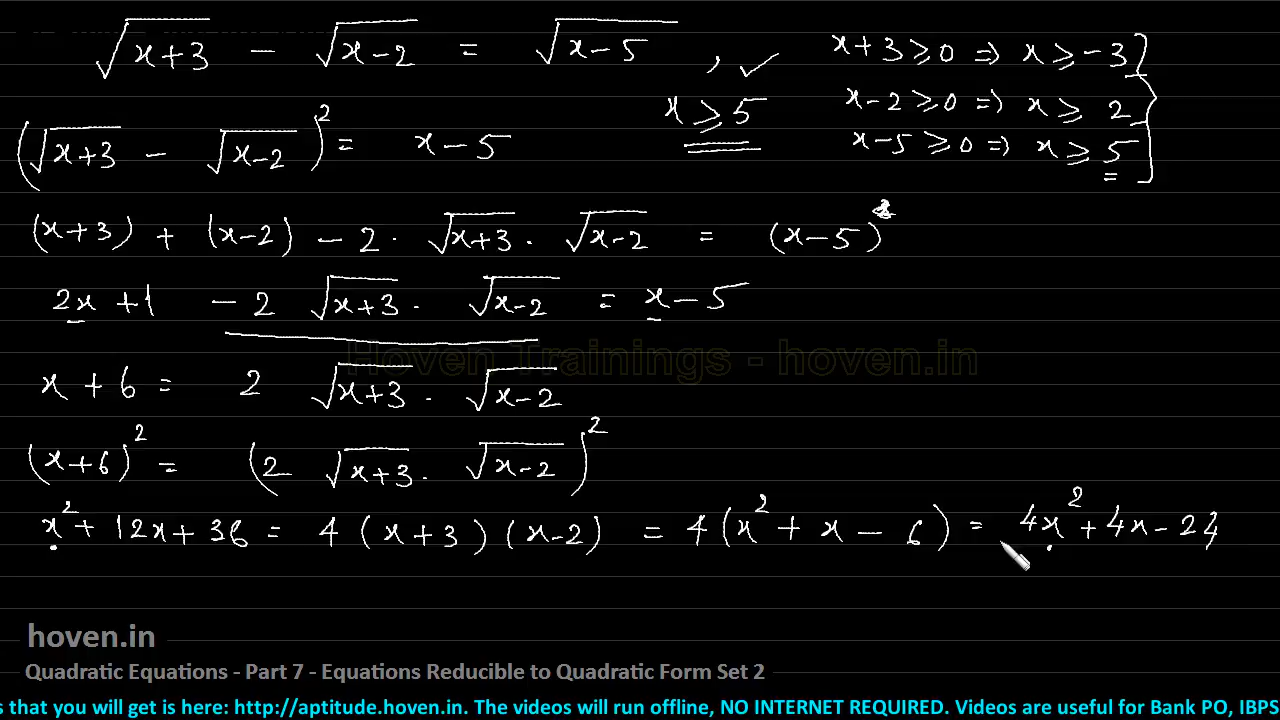 √(x+3) − √(x−2) = √(x−5) , ✓ x+3 ⩾ 0 ⇒ x ⩾ −3
x ⩾ 5 x−2 ⩾ 0 ⇒ x ⩾ 2
(√(x+3) − √(x−2))² = x−5 x−5 ⩾ 0 ⇒ x ⩾ 5
(x+3) + (x−2) − 2 · √(x+3) · √(x−2) = (x−5)
2x + 1 − 2 √(x+3) · √(x−2) = x−5
Hoven Trainings - hoven.in
x + 6 = 2 √(x+3) · √(x−2)
(x+6)² = (2 √(x+3) · √(x−2))²
x² + 12x + 36 = 4 (x+3) (x−2) = 4(x² + x − 6) = 4x² + 4x − 24
hoven.in
Quadratic Equations - Part 7 - Equations Reducible to Quadratic Form Set 2
s that you will get is here: http://aptitude.hoven.in. The videos will run offline, NO INTERNET REQUIRED. Videos are useful for Bank PO, IBPS